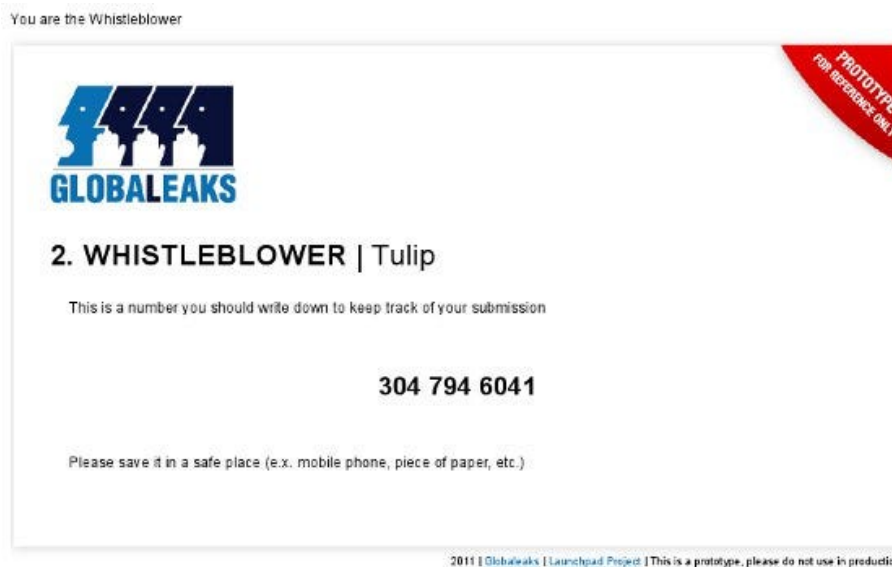 You are the Whistleblower
PROTOTYPE
FOR REFERENCE ONLY
GLOBALEAKS
2. WHISTLEBLOWER | Tulip
This is a number you should write down to keep track of your submission
304 794 6041
Please save it in a safe place (e.x. mobile phone, piece of paper, etc.)
2011 | Globaleaks | Launchpad Project | This is a prototype, please do not use in productio